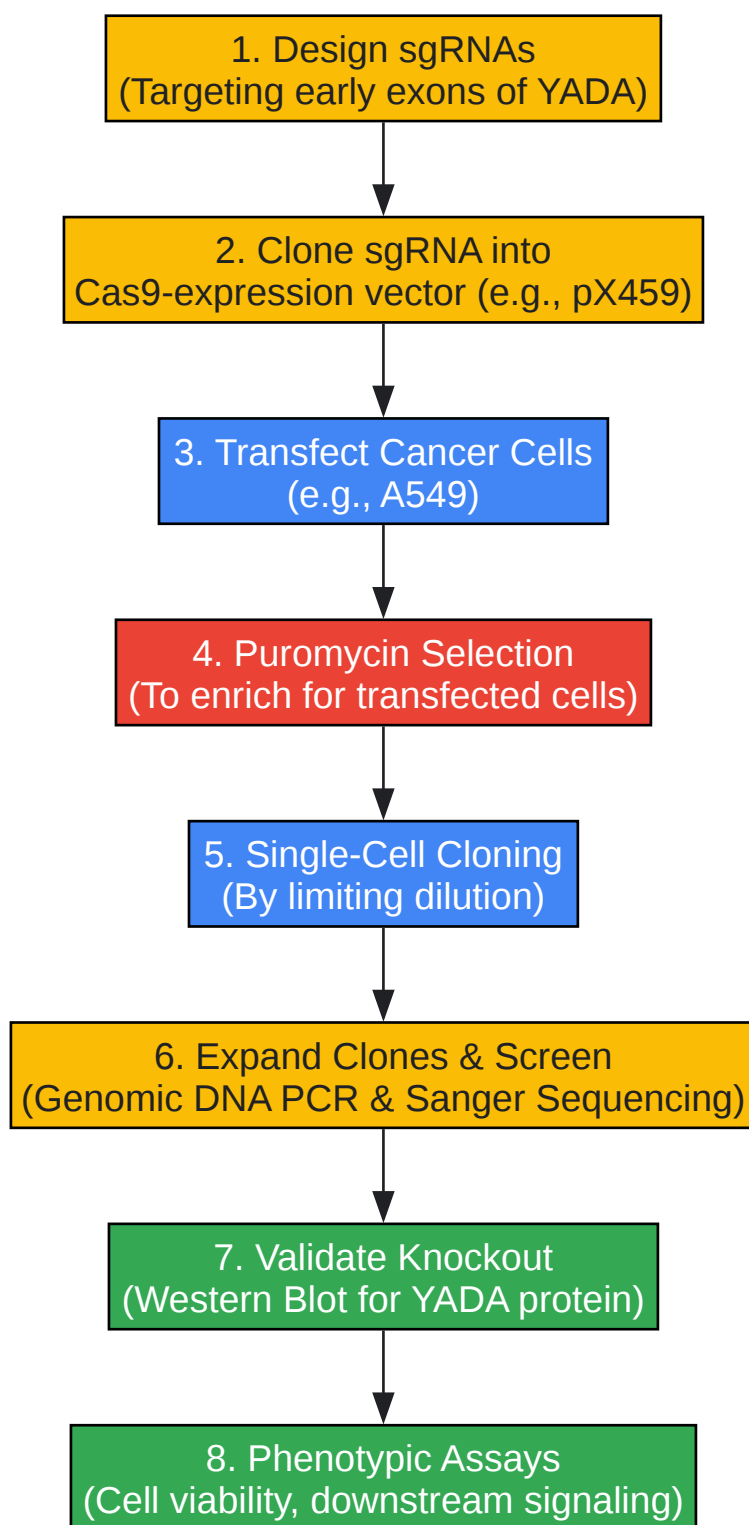 1. Design sgRNAs
(Targeting early exons of YADA)
2. Clone sgRNA into
Cas9-expression vector (e.g., pX459)
3. Transfect Cancer Cells
(e.g., A549)
4. Puromycin Selection
(To enrich for transfected cells)
5. Single-Cell Cloning
(By limiting dilution)
6. Expand Clones & Screen
(Genomic DNA PCR & Sanger Sequencing)
7. Validate Knockout
(Western Blot for YADA protein)
8. Phenotypic Assays
(Cell viability, downstream signaling)